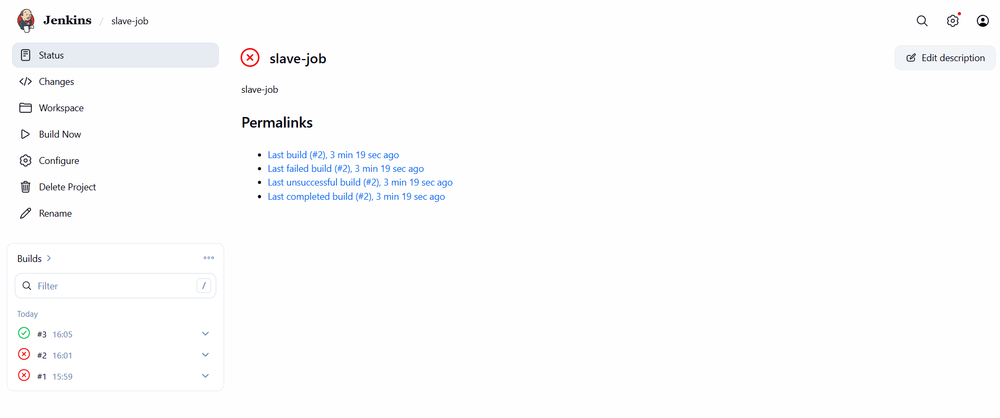 Jenkins / slave-job
Status
Changes
Workspace
Build Now
Configure
Delete Project
Rename
Builds
Filter /
Today
#3 16:05
#2 16:01
#1 15:59
slave-job
Edit description
slave-job
Permalinks
Last build (#2), 3 min 19 sec ago
Last failed build (#2), 3 min 19 sec ago
Last unsuccessful build (#2), 3 min 19 sec ago
Last completed build (#2), 3 min 19 sec ago